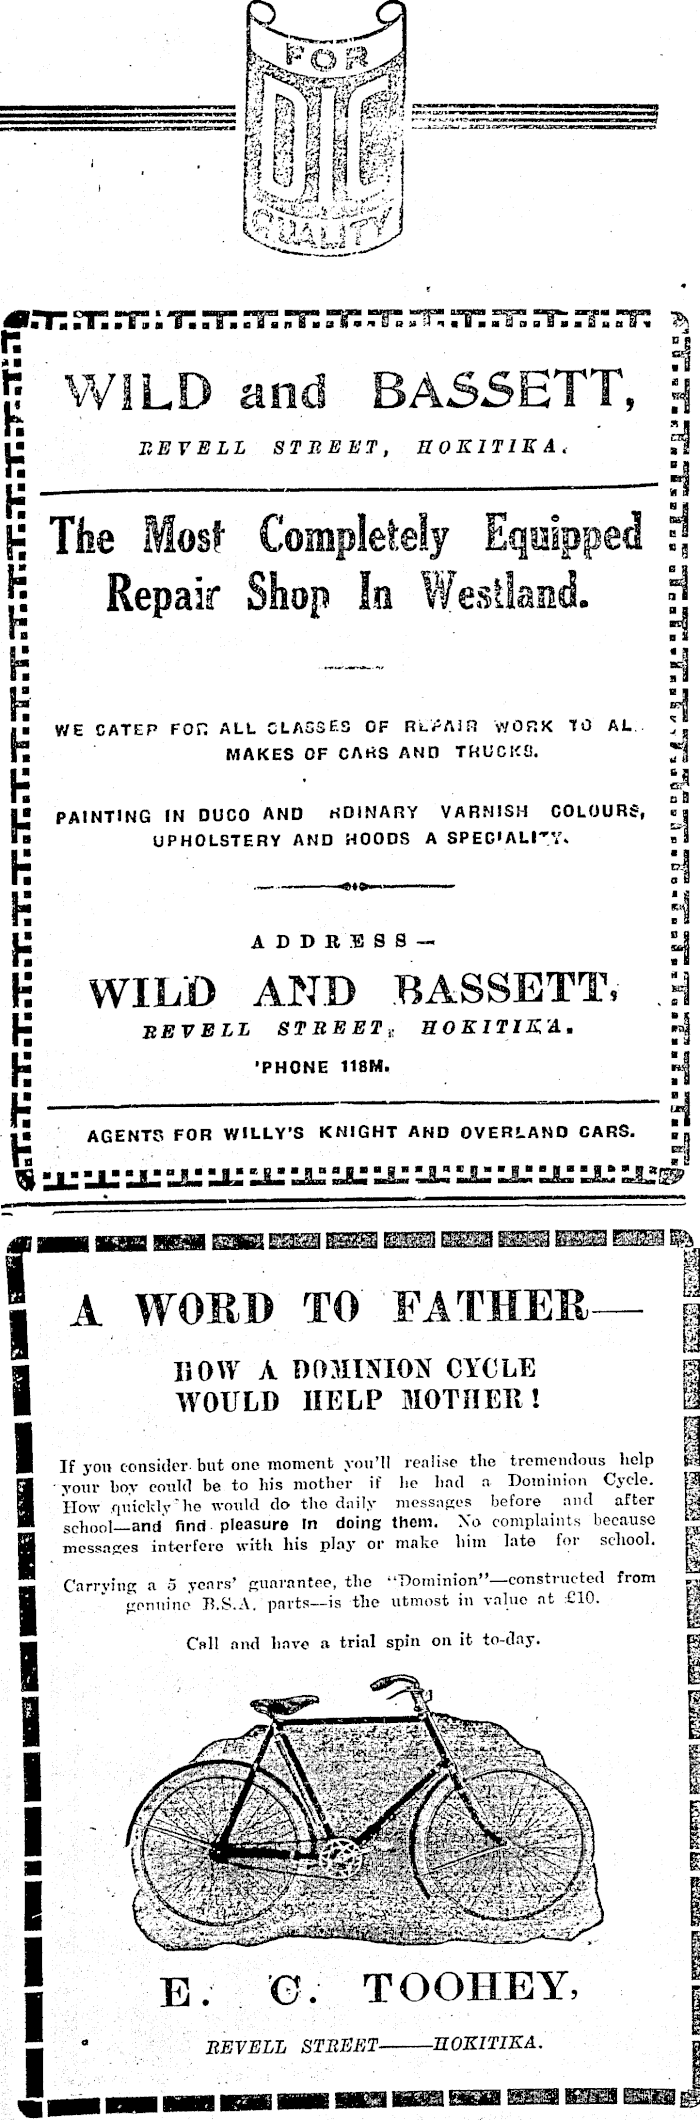 FOR
DIC
QUALITY
WILD and BASSETT,
REVELL STREET, HOKITIKA.
The Most Completely Equipped
Repair Shop In Westland.
WE CATER FOR ALL CLASSES OF REPAIR WORK TO AL
MAKES OF CARS AND TRUCKS.
PAINTING IN DUCO AND RDINARY VARNISH COLOURS,
UPHOLSTERY AND HOODS A SPECIALITY.
ADDRESS—
WILD AND BASSETT,
REVELL STREET, HOKITIKA.
'PHONE 118M.
AGENTS FOR WILLY'S KNIGHT AND OVERLAND CARS.
A WORD TO FATHER—
HOW A DOMINION CYCLE
WOULD HELP MOTHER!
If you consider but one moment you'll realise the tremendous help
your boy could be to his mother if he had a Dominion Cycle.
How quickly he would do the daily messages before and after
school—and find pleasure in doing them. No complaints because
messages interfere with his play or make him late for school.
Carrying a 5 years' guarantee, the "Dominion"—constructed from
genuine B.S.A. parts—is the utmost in value at £10.
Call and have a trial spin on it to-day.
E. C. TOOHEY,
REVELL STREET——HOKITIKA.